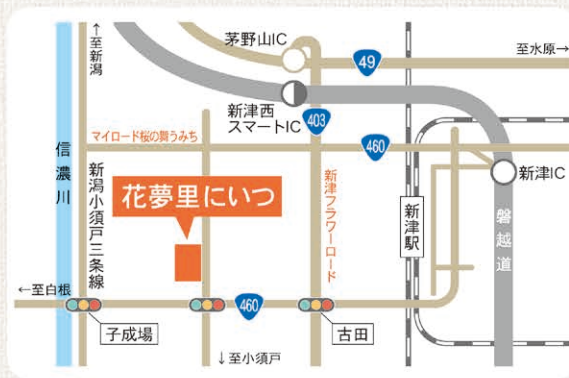 ↑至新潟
茅野山IC
49
至水原→
新津西
スマートIC
403
マイロード桜の舞うみち
460
信濃川
新潟小須戸三条線
花夢里にいつ
新津フラワーロード
新津駅
新津IC
磐越道
←至白根
460
子成場
古田
↓至小須戸